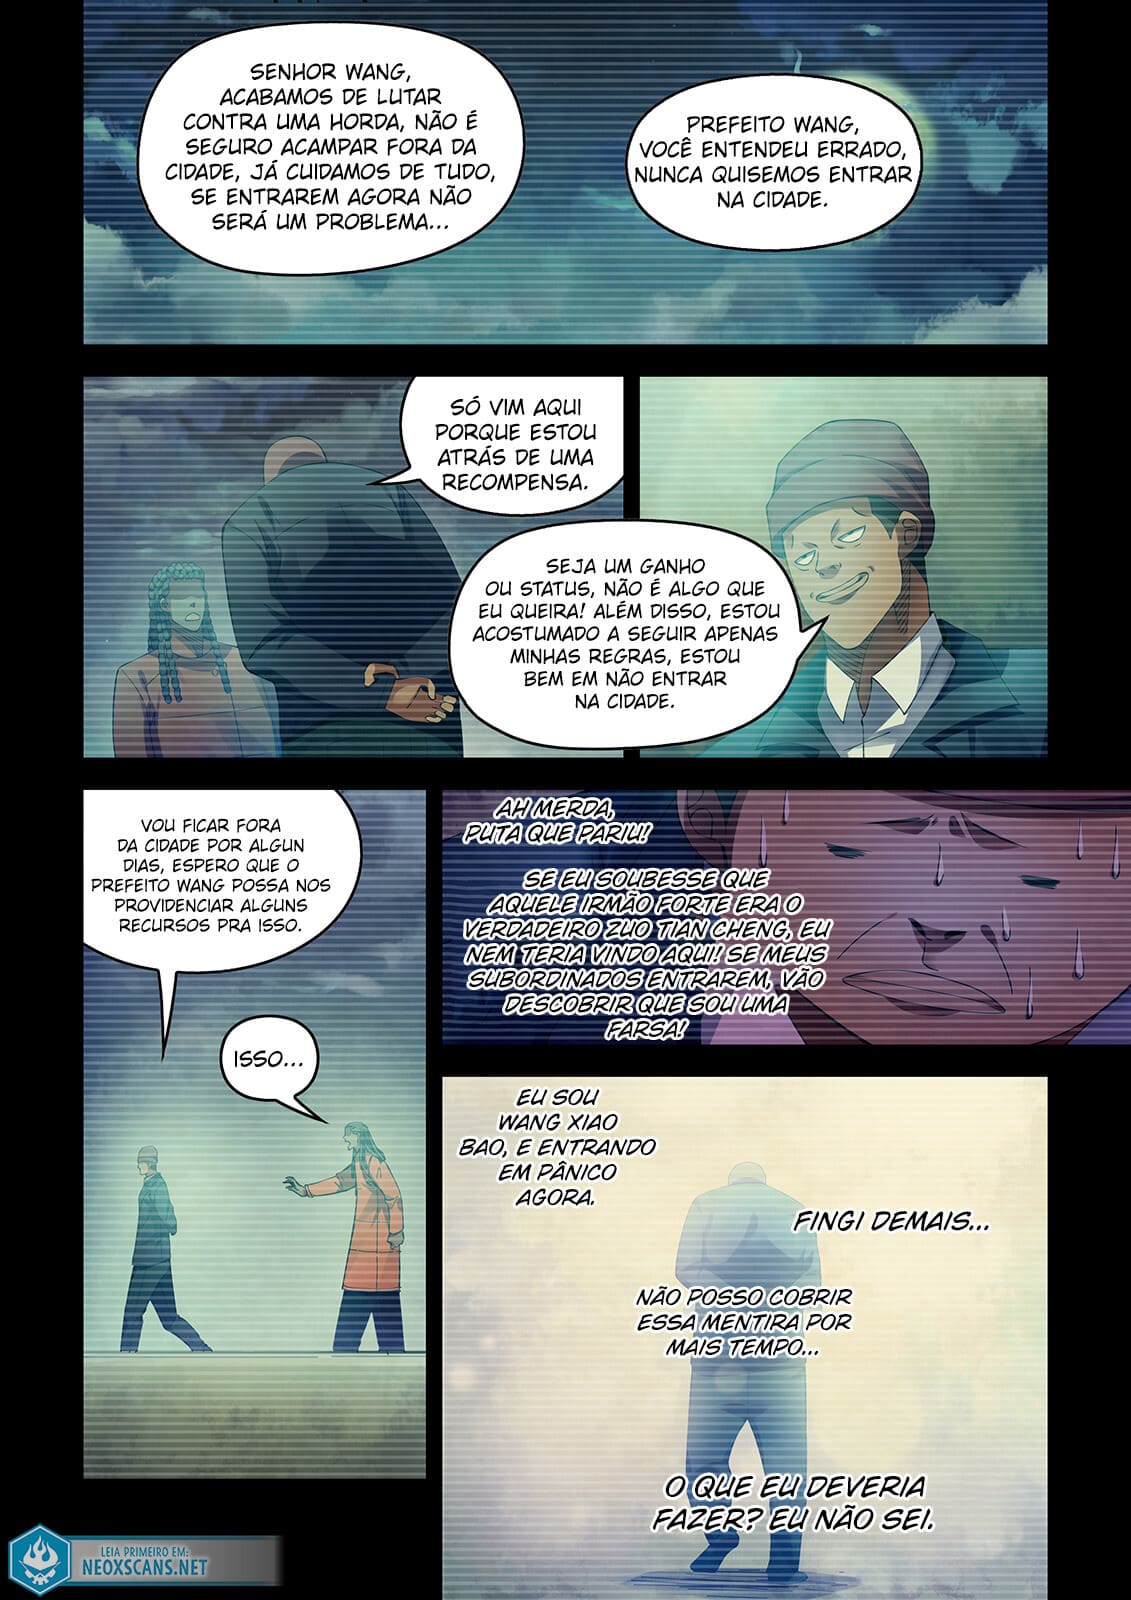 SENHOR WANG,
ACABAMOS DE LUTAR
CONTRA UMA HORDA, NÃO É
SEGURO ACAMPAR FORA DA
CIDADE, JÁ CUIDAMOS DE TUDO,
SE ENTRAREM AGORA NÃO
SERÁ UM PROBLEMA...
PREFEITO WANG,
VOCÊ ENTENDEU ERRADO,
NUNCA QUISEMOS ENTRAR
NA CIDADE.
SÓ VIM AQUI
PORQUE ESTOU
ATRÁS DE UMA
RECOMPENSA.
SEJA UM GANHO
OU STATUS, NÃO É ALGO QUE
EU QUEIRA! ALÉM DISSO, ESTOU
ACOSTUMADO A SEGUIR APENAS
MINHAS REGRAS, ESTOU
BEM EM NÃO ENTRAR
NA CIDADE.
VOU FICAR FORA
DA CIDADE POR ALGUN
DIAS, ESPERO QUE O
PREFEITO WANG POSSA NOS
PROVIDENCIAR ALGUNS
RECURSOS PRA ISSO.
ISSO...
AH MERDA,
PUTA QUE PARIU!
SE EU SOUBESSE QUE
AQUELE IRMÃO FORTE ERA O
VERDADEIRO ZUO TIAN CHENG, EU
NEM TERIA VINDO AQUI! SE MEUS
SUBORDINADOS ENTRAREM, VÃO
DESCOBRIR QUE SOU UMA
FARSA!
EU SOU
WANG XIAO
BAO, E ENTRANDO
EM PÂNICO
AGORA.
FINGI DEMAIS...
NÃO POSSO COBRIR
ESSA MENTIRA POR
MAIS TEMPO...
O QUE EU DEVERIA
FAZER? EU NÃO SEI.
LEIA PRIMEIRO EM:
NEOXSCANS.NET